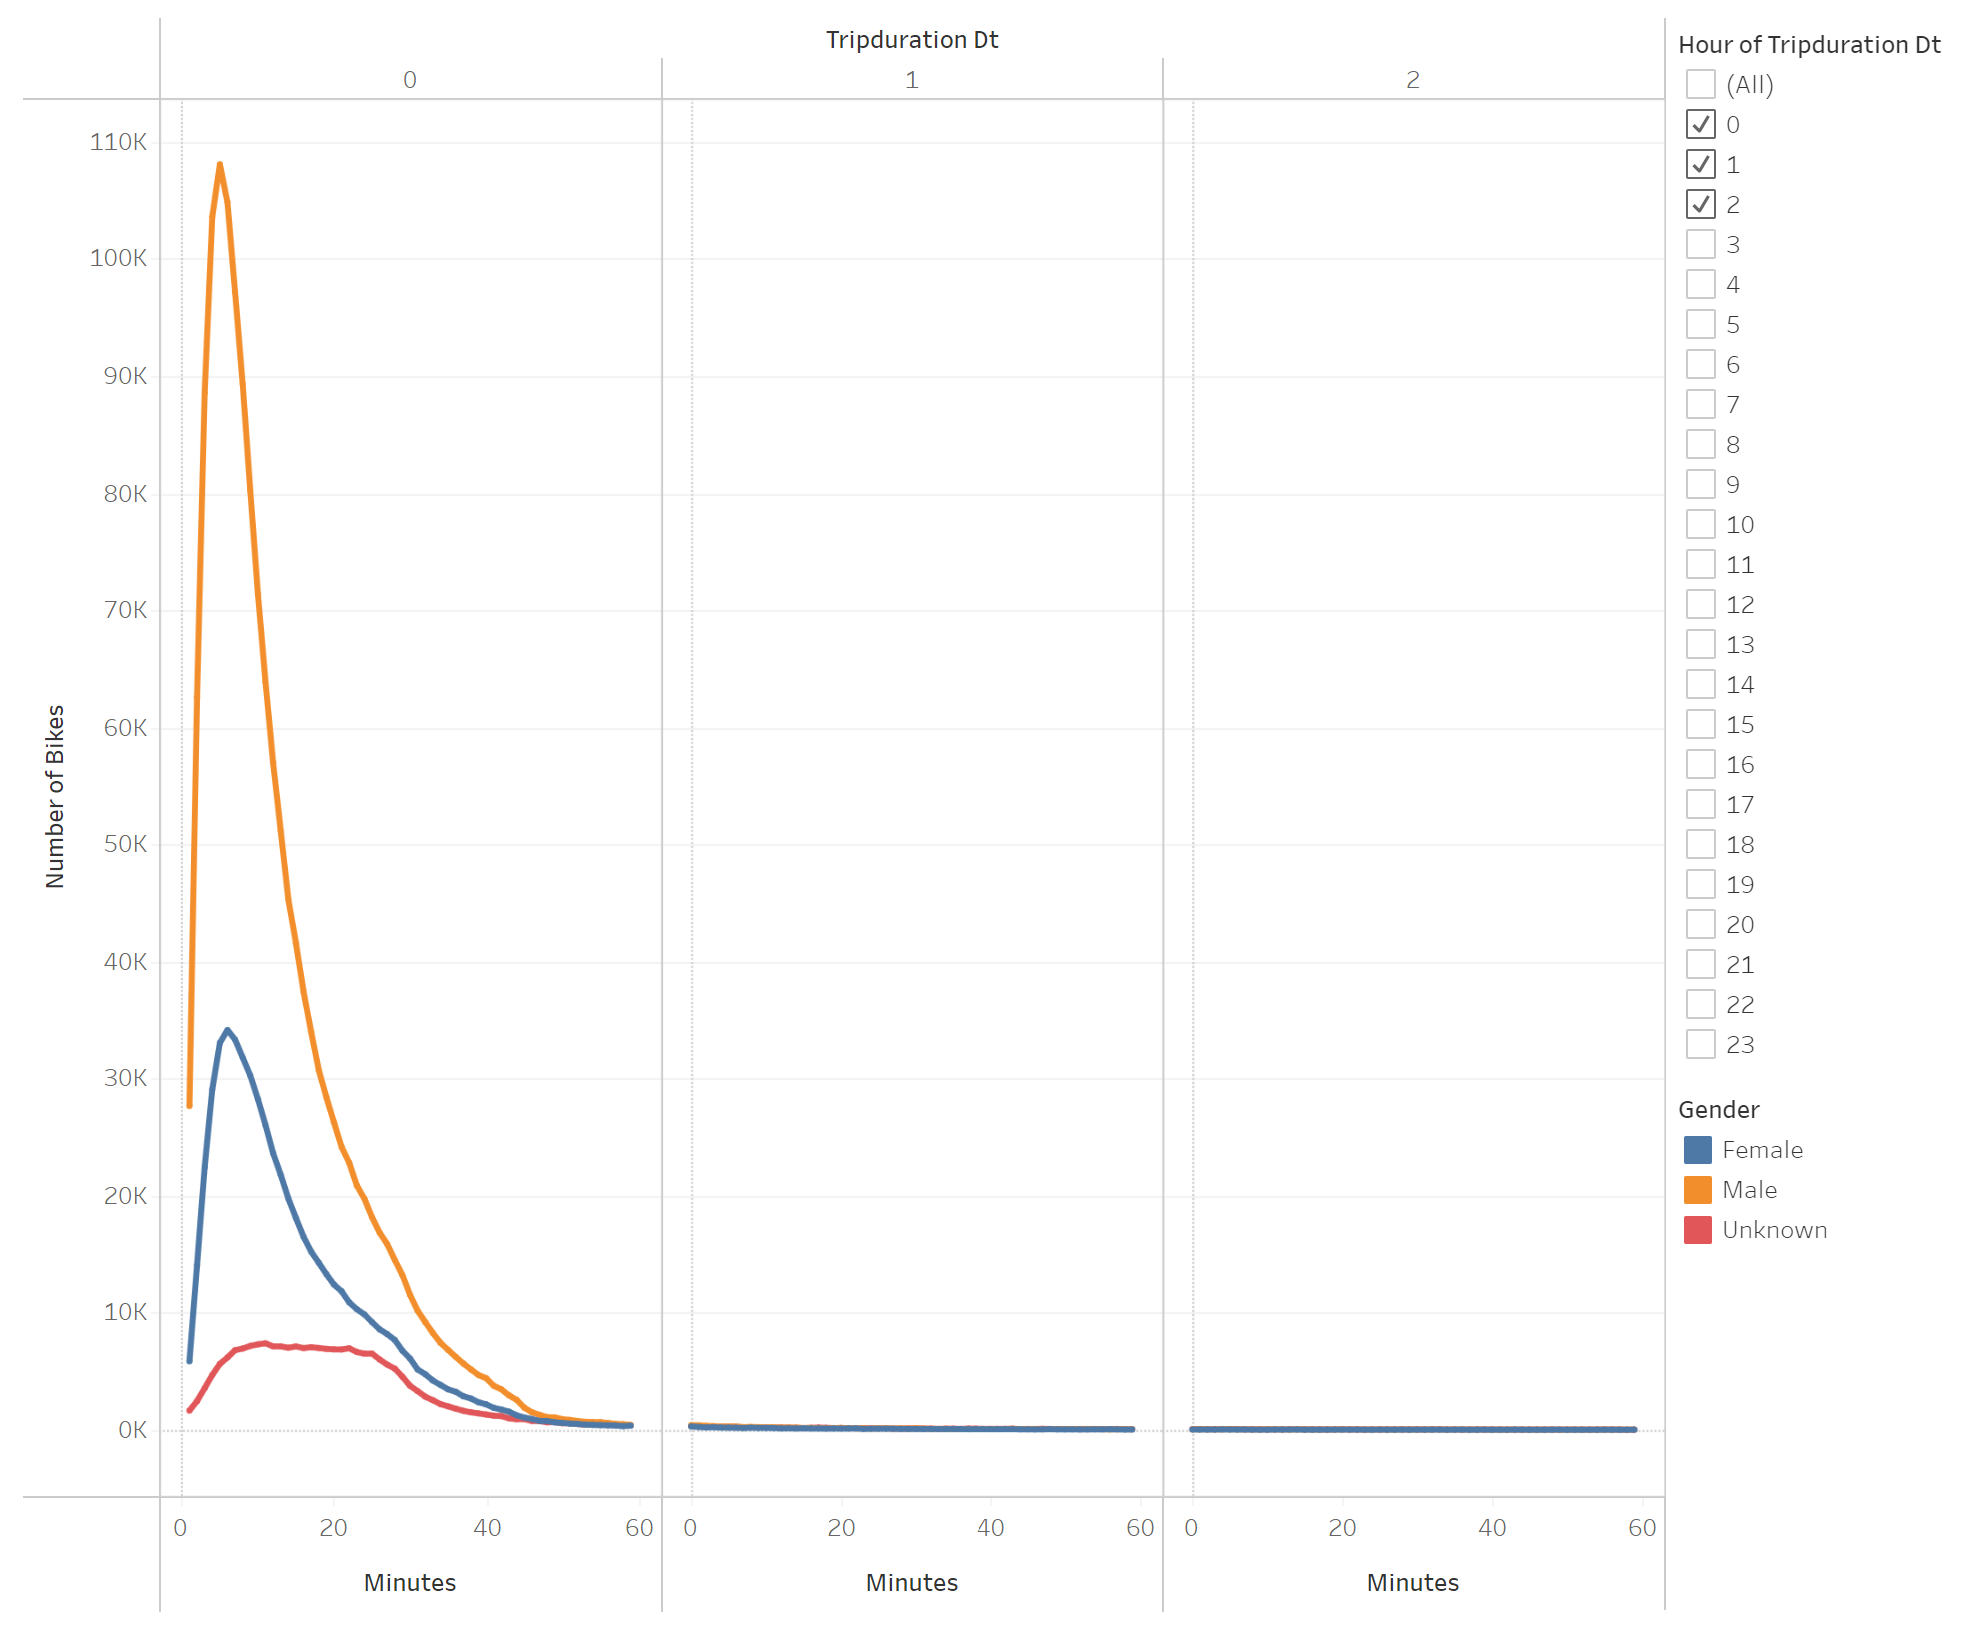 Tripduration Dt
0 1 2
110K
100K
90K
80K
70K
60K
50K
40K
30K
20K
10K
0K
Number of Bikes
0 20 40 60 0 20 40 60 0 20 40 60
Minutes Minutes Minutes
Hour of Tripduration Dt
(All)
0
1
2
3
4
5
6
7
8
9
10
11
12
13
14
15
16
17
18
19
20
21
22
23
Gender
Female
Male
Unknown